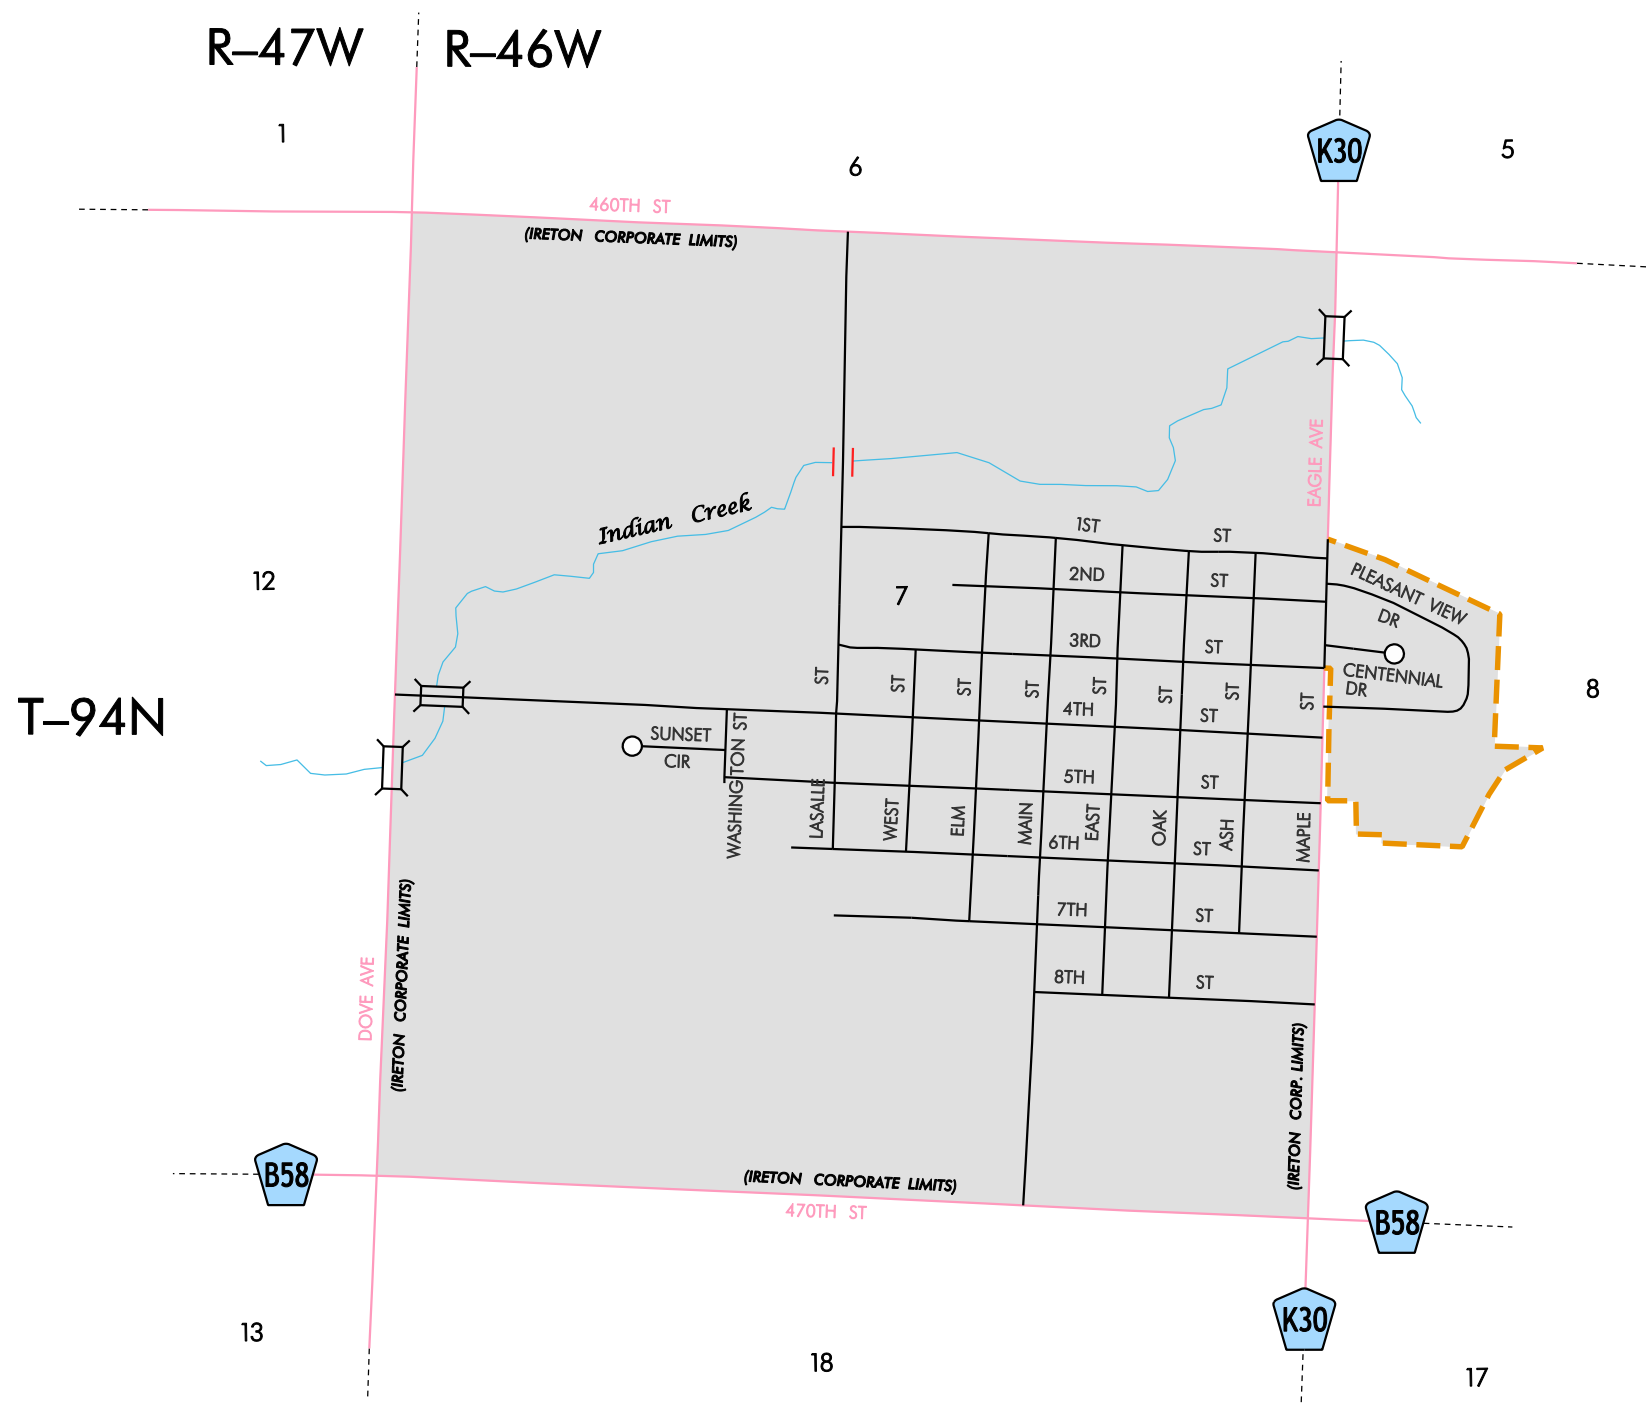 R–47W R–46W
1
6
K30
5
460TH ST
(IRETON CORPORATE LIMITS)
EAGLE AVE
Indian Creek
1ST ST
12
7
2ND ST
PLEASANT VIEW
DR
3RD ST
CENTENNIAL
DR
8
T–94N
4TH ST
SUNSET
CIR
5TH ST
WASHINGTON ST
LASALLE ST
WEST ST
ELM ST
MAIN ST
EAST ST
OAK ST
ASH ST
MAPLE ST
6TH ST
7TH ST
8TH ST
DOVE AVE
(IRETON CORPORATE LIMITS)
(IRETON CORP. LIMITS)
B58
(IRETON CORPORATE LIMITS)
470TH ST
B58
K30
13
18
17